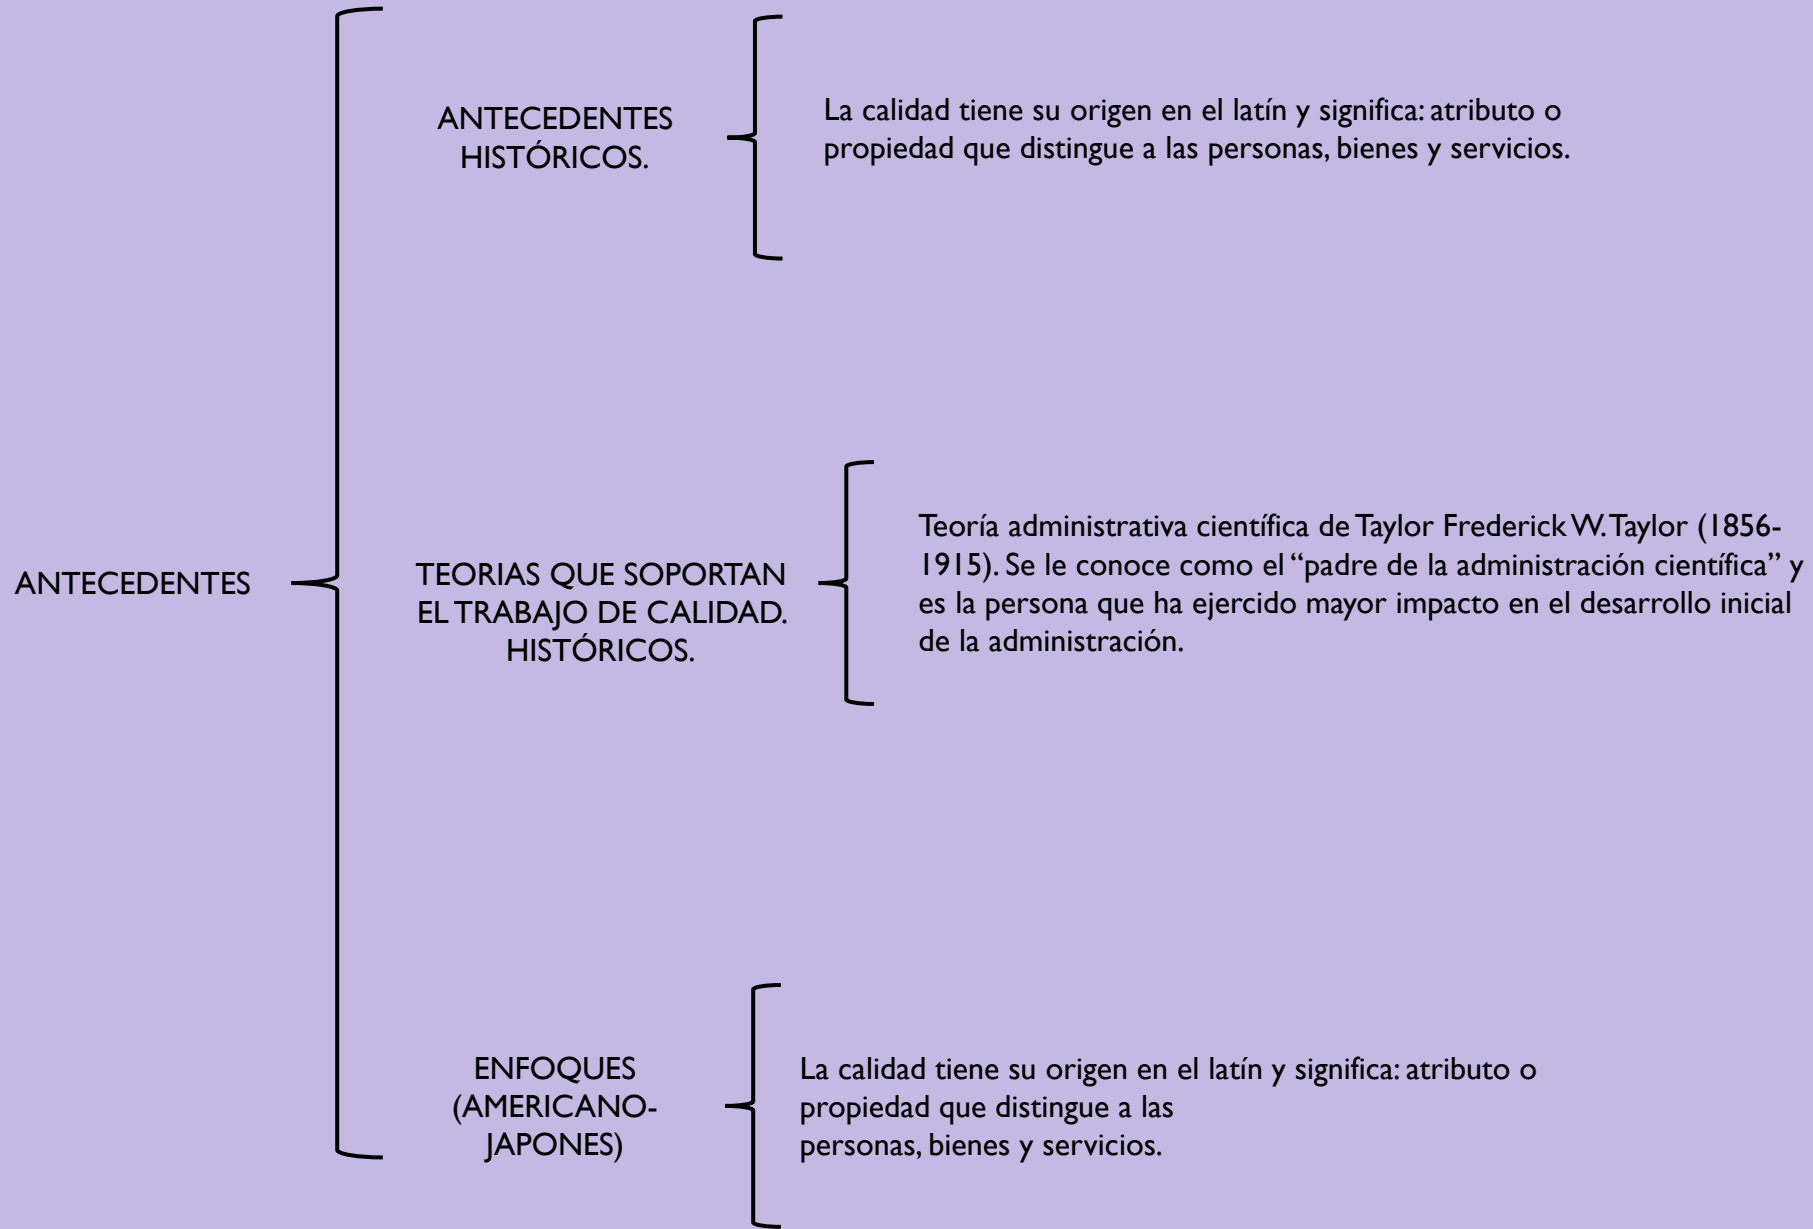 ANTECEDENTES
ANTECEDENTES
HISTÓRICOS.
La calidad tiene su origen en el latín y significa: atributo o
propiedad que distingue a las personas, bienes y servicios.
TEORIAS QUE SOPORTAN
EL TRABAJO DE CALIDAD.
HISTÓRICOS.
Teoría administrativa científica de Taylor Frederick W. Taylor (1856-
1915). Se le conoce como el “padre de la administración científica” y
es la persona que ha ejercido mayor impacto en el desarrollo inicial
de la administración.
ENFOQUES
(AMERICANO-
JAPONES)
La calidad tiene su origen en el latín y significa: atributo o
propiedad que distingue a las
personas, bienes y servicios.